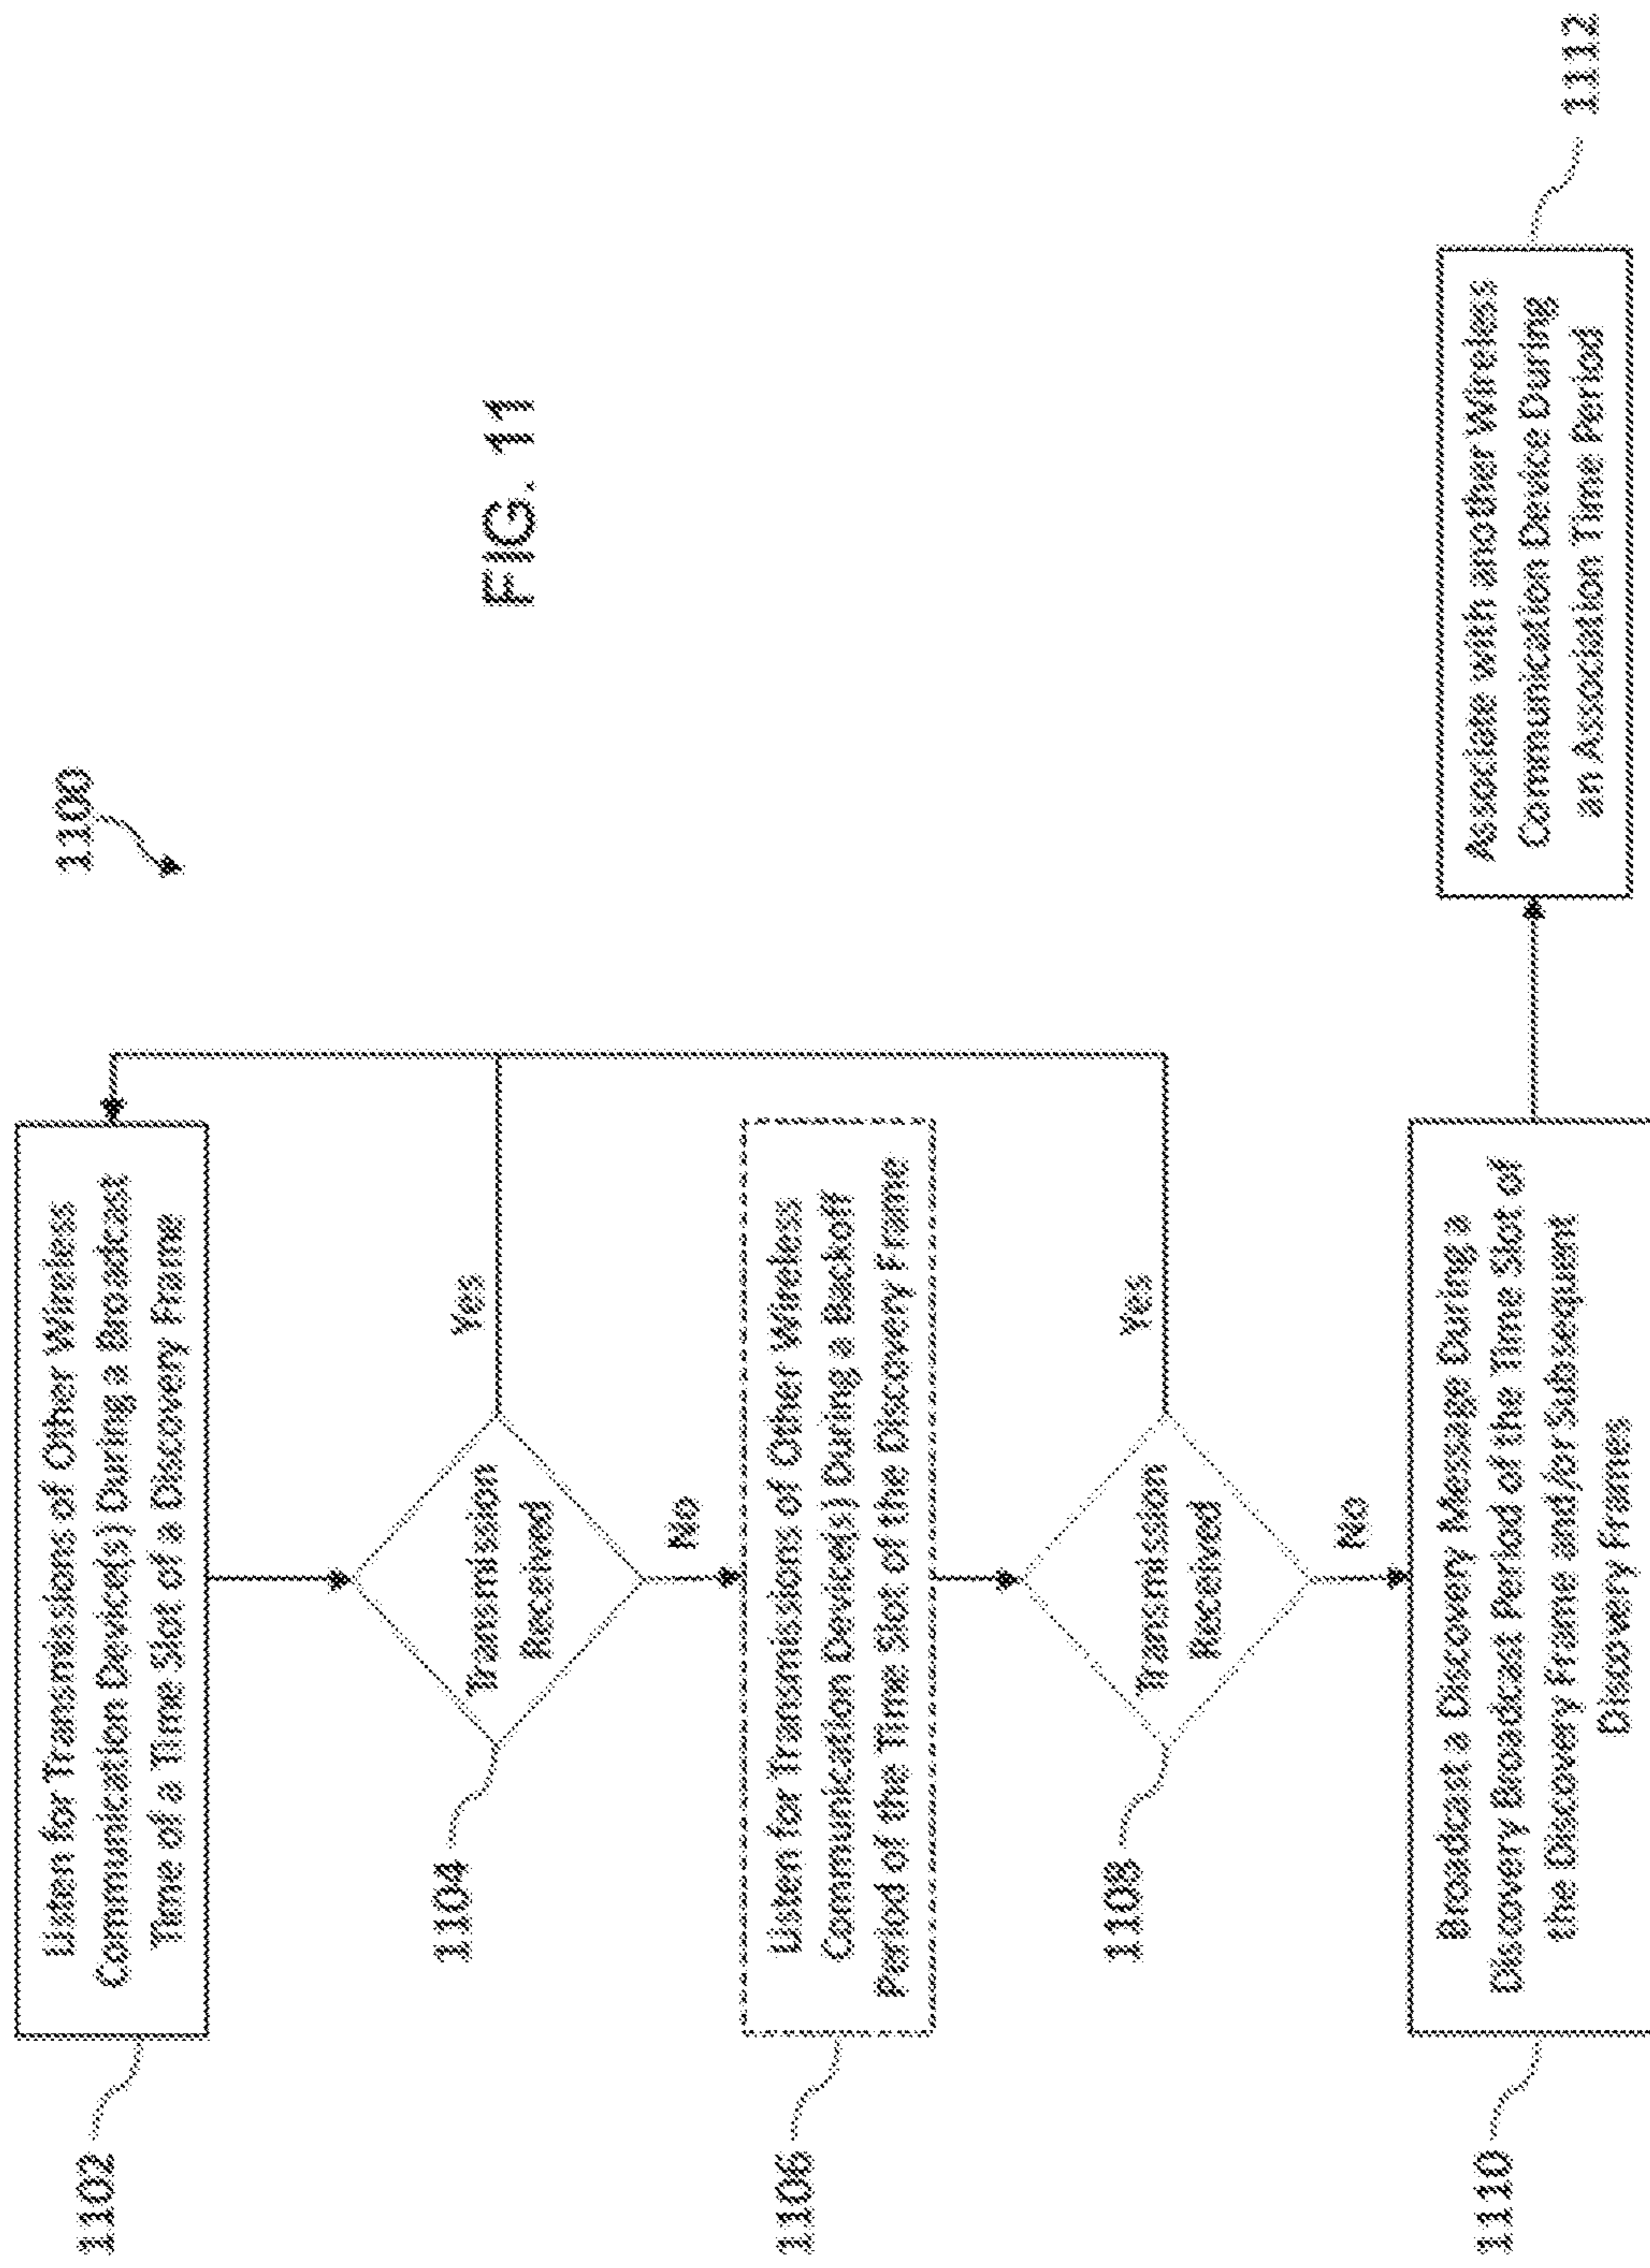 1100
1102
Listen for Transmissions of Other Wireless
Communication Device(s) During a Broadcast
Time of a Time Slot of a Discovery Frame
1104
Transmission
Received
Yes
No
1106
Listen for Transmissions of Other Wireless
Communication Device(s) During a Backoff
Period of the Time Slot of the Discovery Frame
1108
Transmission
Received
Yes
No
1110
Broadcast a Discovery Message During a
Discovery Broadcast Period of the Time Slot of
the Discovery Frame and/or Subsequent
Discovery Frames
Associate with another Wireless
Communication Device During
an Association Time Period
1112
FIG. 11